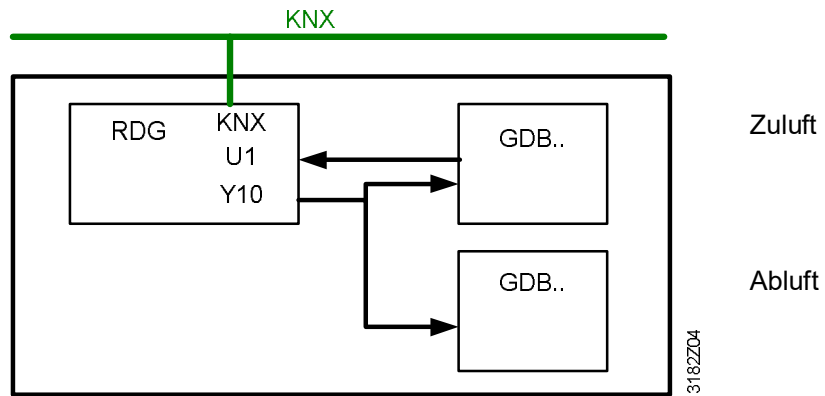 KNX
RDG
KNX
U1
Y10
GDB..
Zuluft
GDB..
Abluft
3182Z04